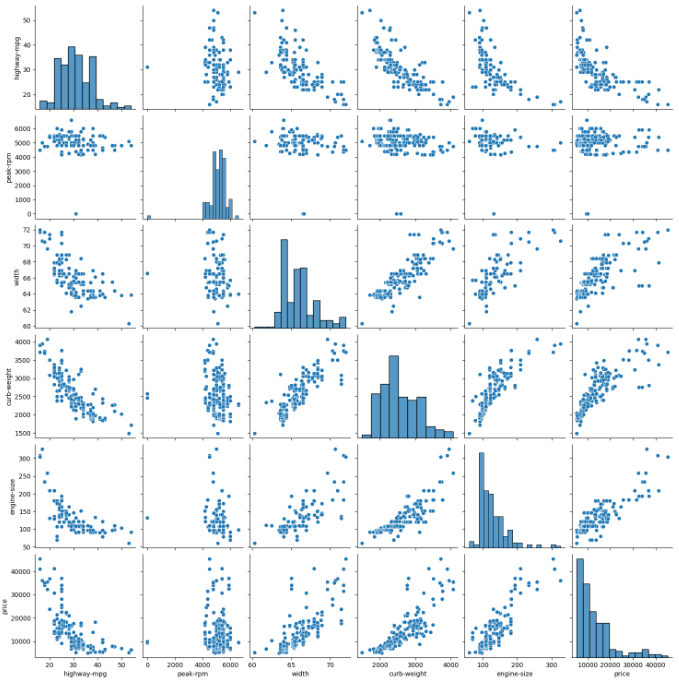 50
40
30
20
highway-mpg
6000
5000
4000
3000
2000
1000
0
peak-rpm
72
70
68
66
64
62
60
width
4000
3500
3000
2500
2000
1500
curb-weight
300
250
200
150
100
50
engine-size
40000
30000
20000
10000
price
20 30 40 50
highway-mpg
0 2000 4000 6000
peak-rpm
60 65 70
width
2000 3000 4000
curb-weight
100 200 300
engine-size
10000 20000 30000 40000
price